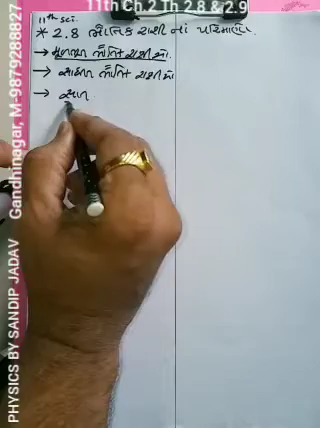 11th Ch.2 Th 2.8 & 2.9
11th sci.
* 2.8 ભૌતિક રાશીનાં પરિમાણો.
→ મૂળભૂત ભૌતિક રાશીઓ.
→ સાધિત ભૌતિક રાશીઓ
→
PHYSICS BY SANDIP JADAV Gandhinagar, M-9879288827